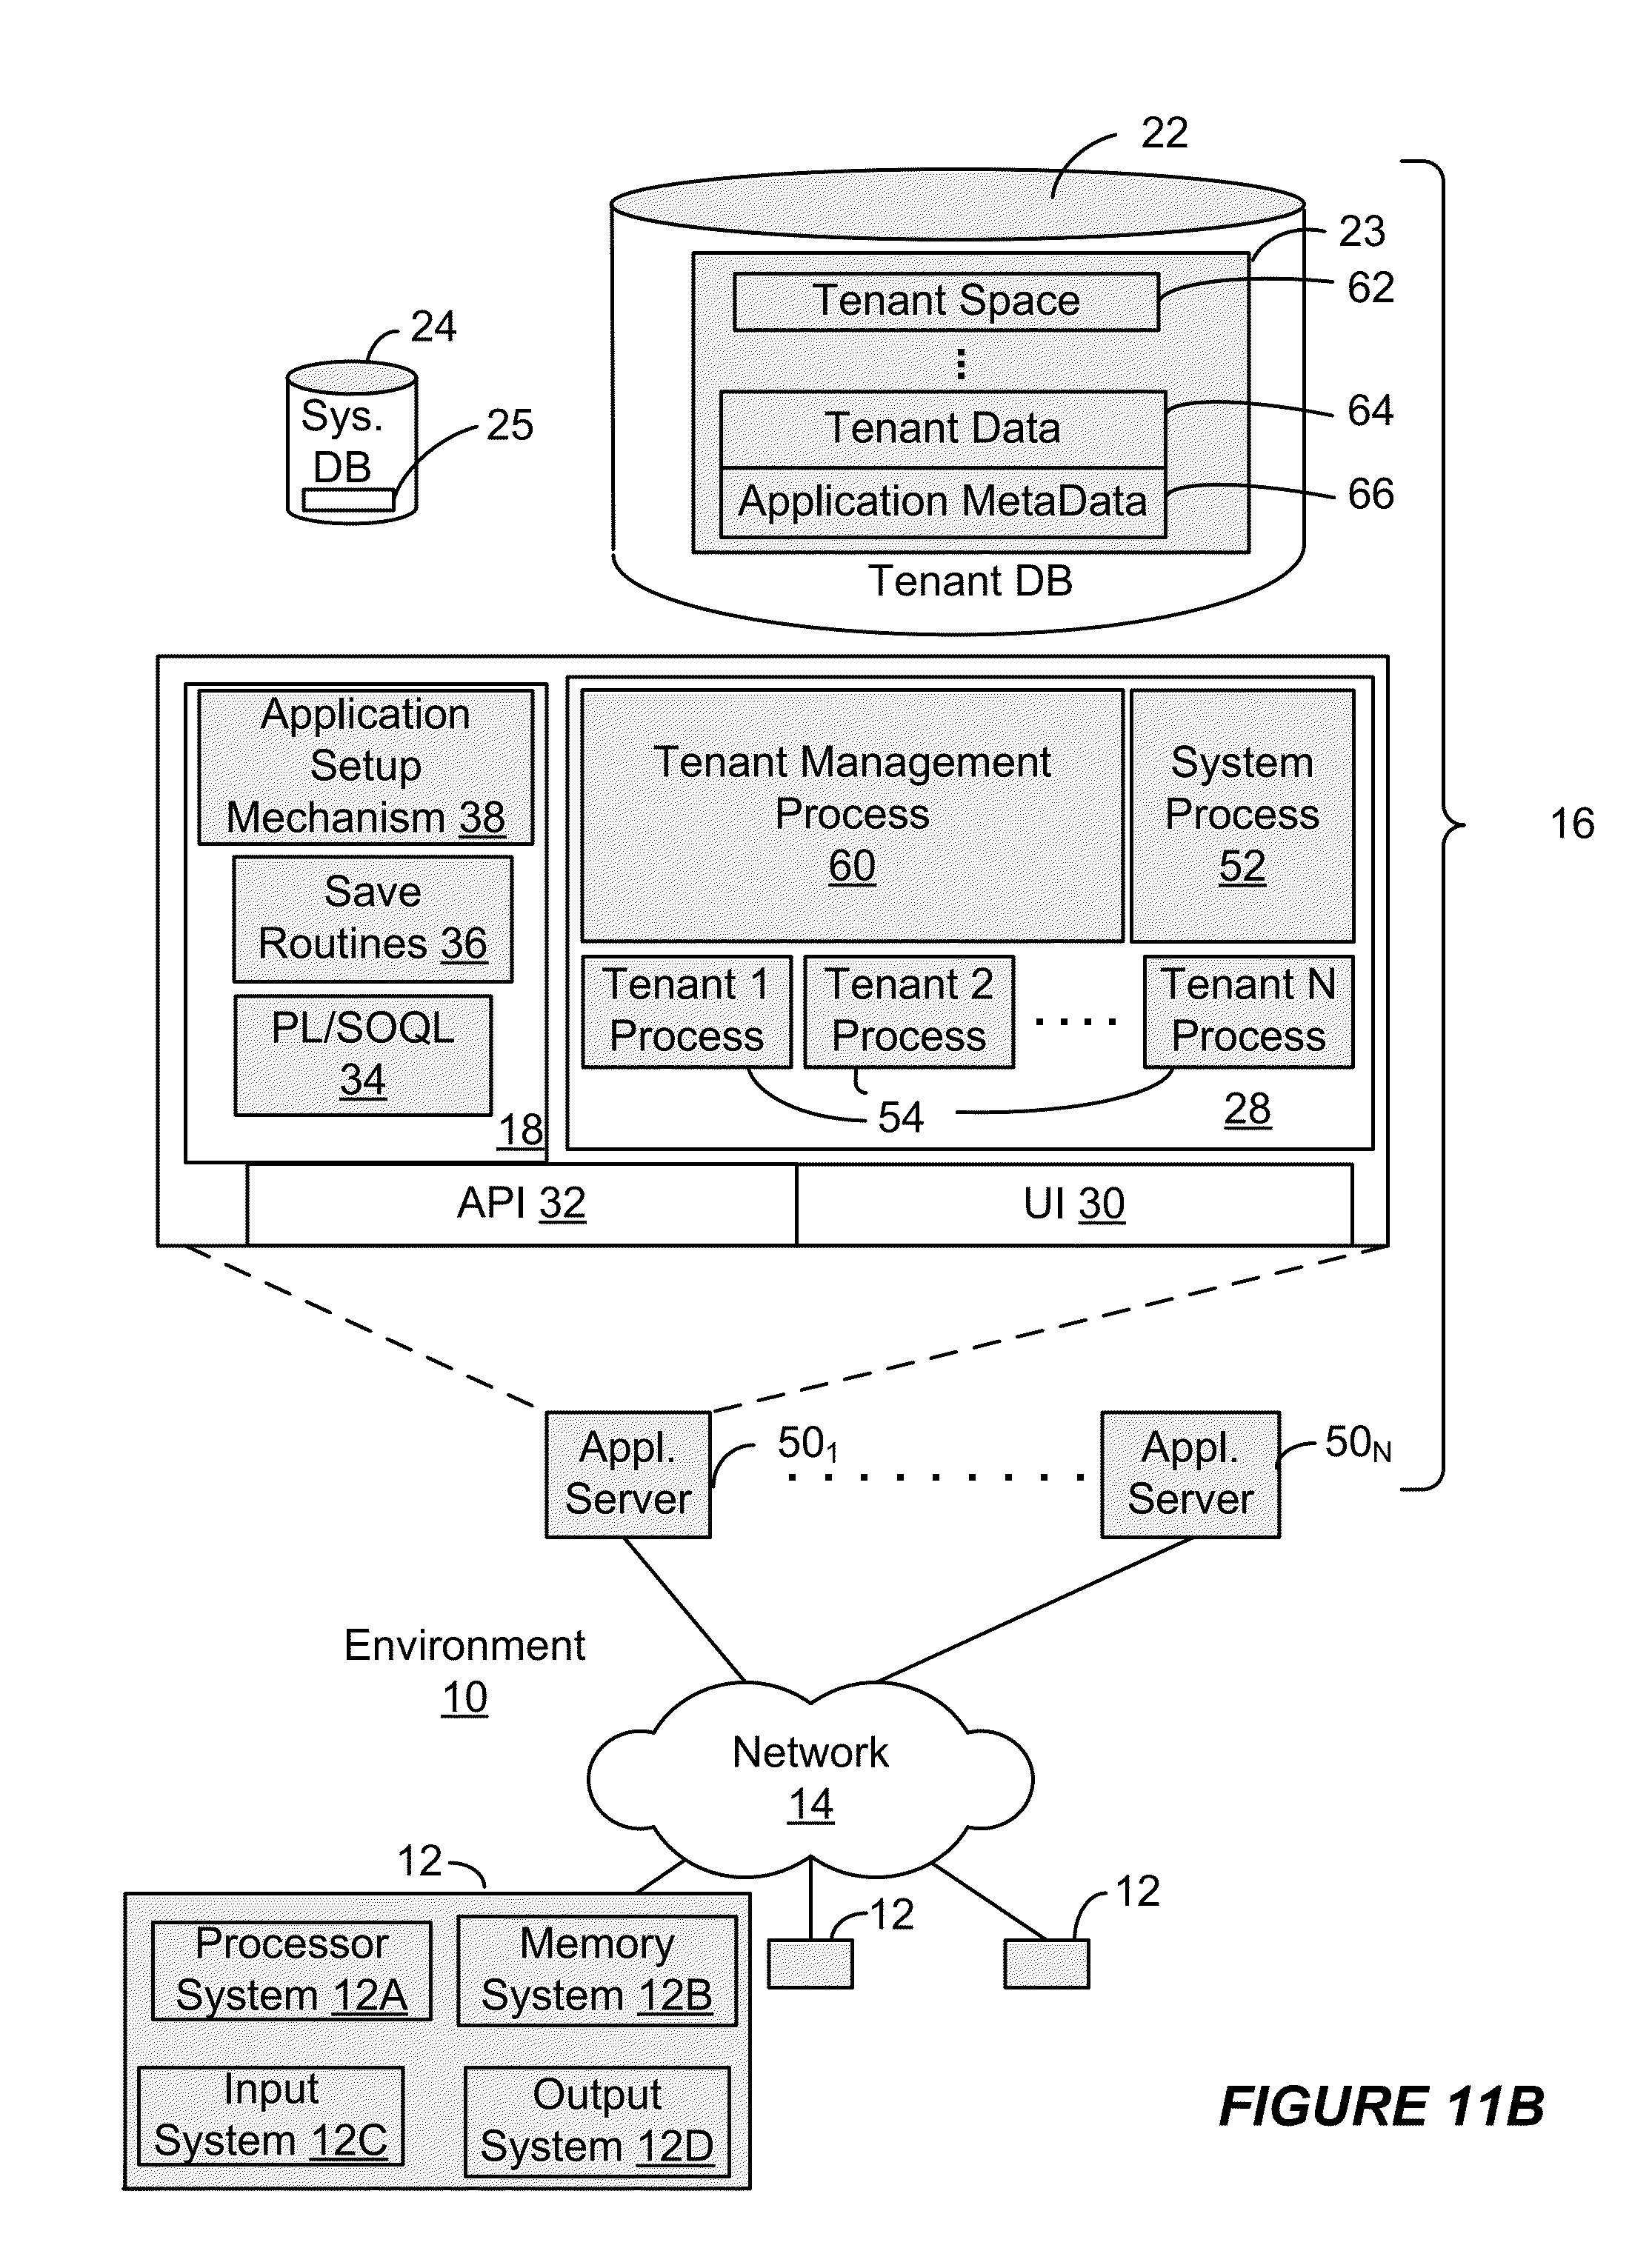 22
23
Tenant Space
62
24
Sys.
DB
25
Tenant Data
64
Application MetaData
66
Tenant DB
Application
Setup
Mechanism 38
Save
Routines 36
PL/SOQL
34
18
Tenant Management
Process
60
System
Process
52
16
Tenant 1
Process
Tenant 2
Process
Tenant N
Process
54
28
API 32
UI 30
Appl.
Server
50₁
Appl.
Server
50N
Environment
10
Network
14
12
12
12
Processor
System 12A
Memory
System 12B
Input
System 12C
Output
System 12D
FIGURE 11B